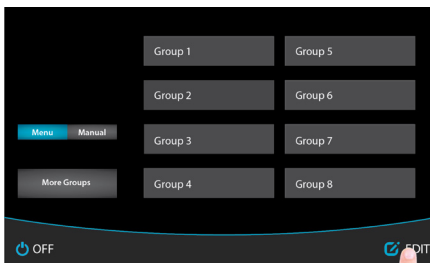 Group 1 Group 5
Group 2 Group 6
Menu Manual
Group 3 Group 7
More Groups
Group 4 Group 8
OFF
EDIT